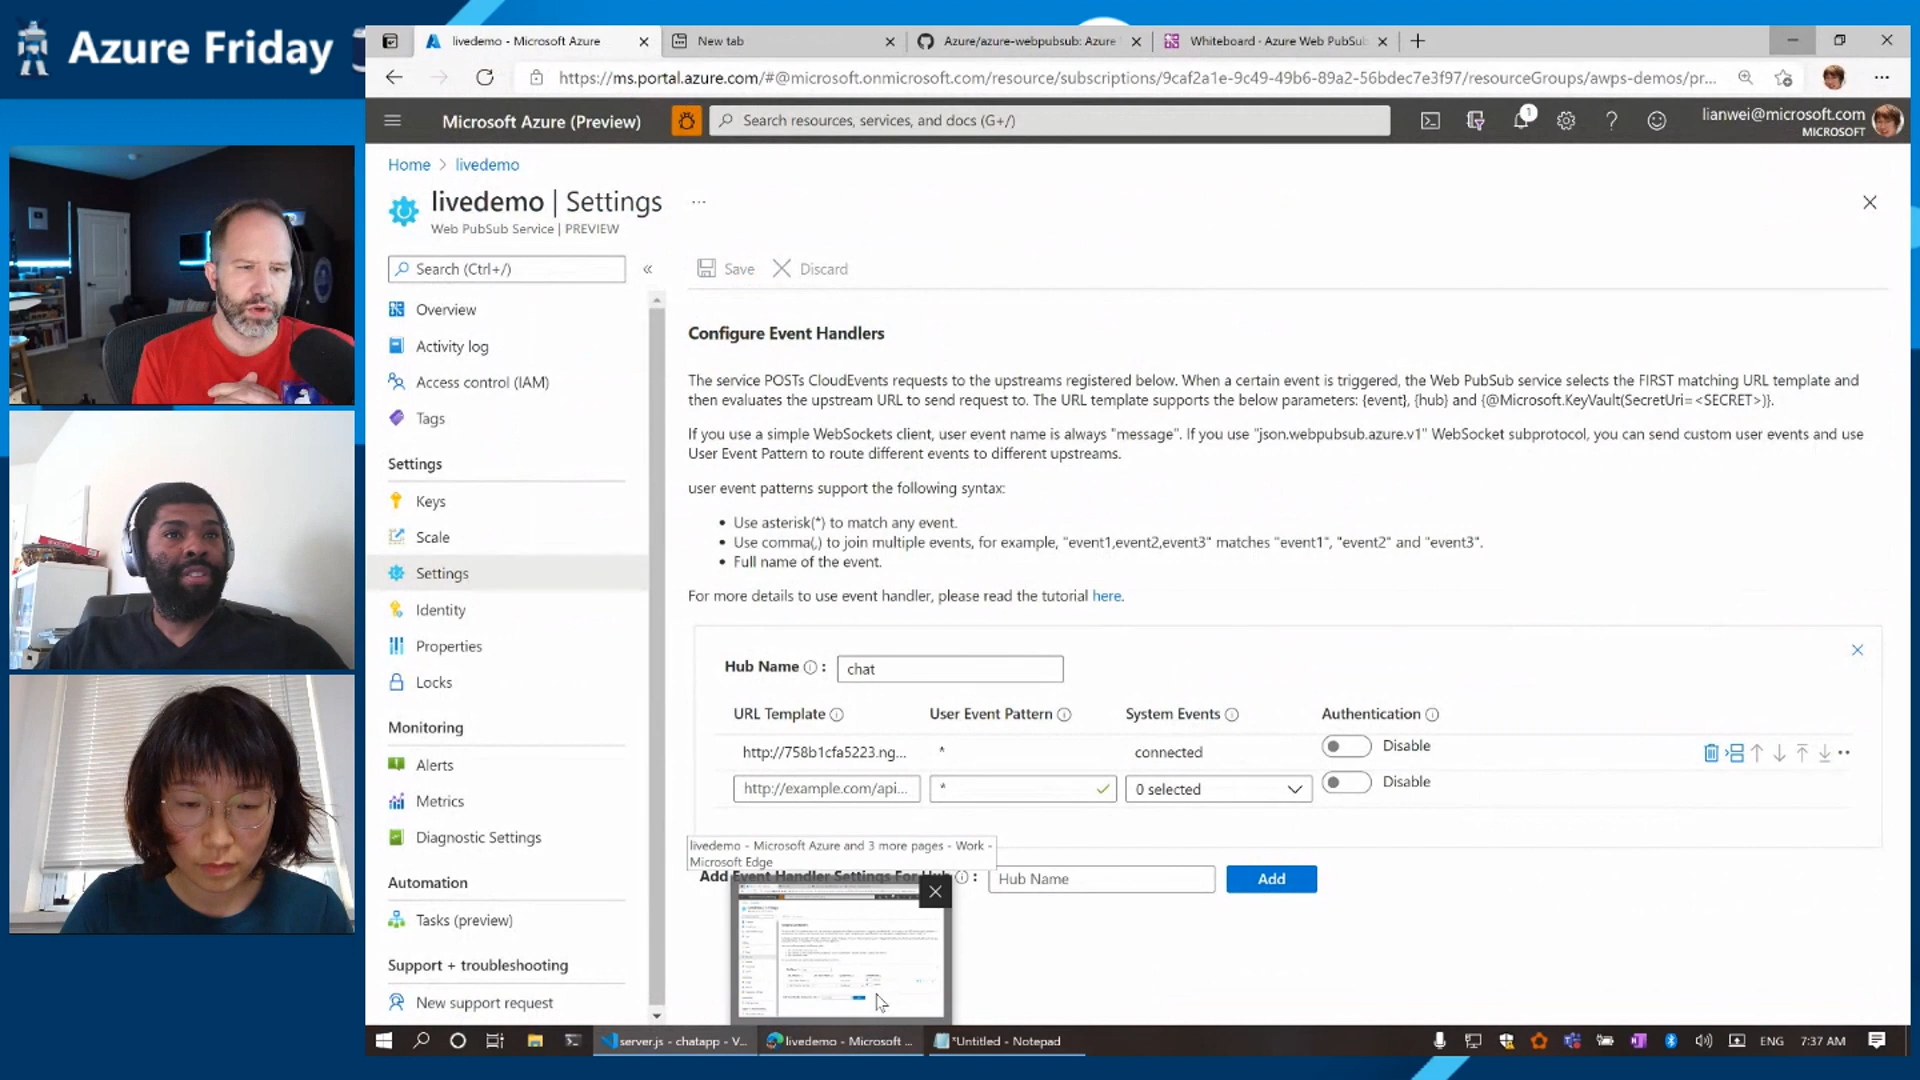 Azure Friday
livedemo - Microsoft Azure
New tab
Azure/azure-webpubsub: Azure
Whiteboard - Azure Web PubSu
https://ms.portal.azure.com/#@microsoft.onmicrosoft.com/resource/subscriptions/9caf2a1e-9c49-49b6-89a2-56bdec7e3f97/resourceGroups/awps-demos/pr...
Microsoft Azure (Preview)
Search resources, services, and docs (G+/)
1
lianwei@microsoft.com
MICROSOFT
Home > livedemo
livedemo | Settings ...
Web PubSub Service | PREVIEW
Search (Ctrl+/)
«
Save
Discard
Overview
Activity log
Access control (IAM)
Tags
Settings
Keys
Scale
Settings
Identity
Properties
Locks
Monitoring
Alerts
Metrics
Diagnostic Settings
Automation
Tasks (preview)
Support + troubleshooting
New support request
Configure Event Handlers
The service POSTs CloudEvents requests to the upstreams registered below. When a certain event is triggered, the Web PubSub service selects the FIRST matching URL template and
then evaluates the upstream URL to send request to. The URL template supports the below parameters: {event}, {hub} and {@Microsoft.KeyVault(SecretUri=<SECRET>)}.
If you use a simple WebSockets client, user event name is always "message". If you use "json.webpubsub.azure.v1" WebSocket subprotocol, you can send custom user events and use
User Event Pattern to route different events to different upstreams.
user event patterns support the following syntax:
• Use asterisk(*) to match any event.
• Use comma(,) to join multiple events, for example, "event1,event2,event3" matches "event1", "event2" and "event3".
• Full name of the event.
For more details to use event handler, please read the tutorial here.
Hub Name : chat
URL Template User Event Pattern System Events Authentication
http://758b1cfa5223.ng... * connected Disable
http://example.com/api... * 0 selected Disable
livedemo - Microsoft Azure and 3 more pages - Work -
Microsoft Edge
Add Event Handler Settings For Hub : Hub Name Add
server.js - chatapp - V...
livedemo - Microsoft ...
*Untitled - Notepad
ENG
7:37 AM